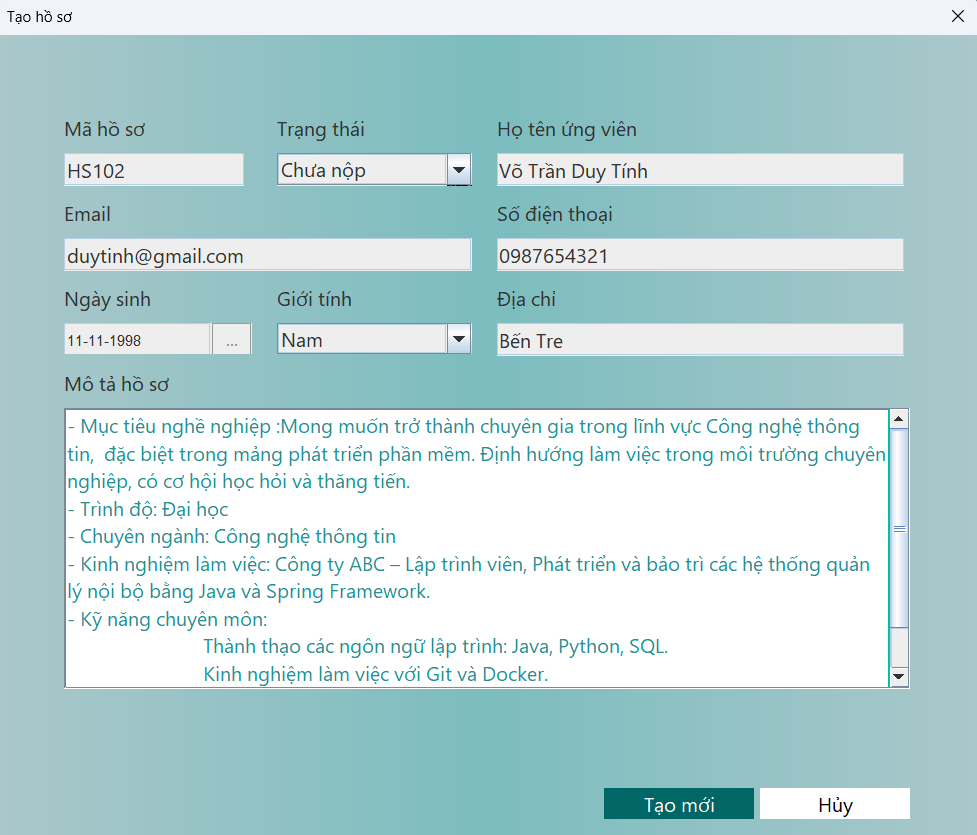 Tạo hồ sơ
Mã hồ sơ
Trạng thái
Họ tên ứng viên
HS102
Chưa nộp
Võ Trần Duy Tính
Email
Số điện thoại
duytinh@gmail.com
0987654321
Ngày sinh
Giới tính
Địa chỉ
11-11-1998
...
Nam
Bến Tre
Mô tả hồ sơ
- Mục tiêu nghề nghiệp :Mong muốn trở thành chuyên gia trong lĩnh vực Công nghệ thông
tin,  đặc biệt trong mảng phát triển phần mềm. Định hướng làm việc trong môi trường chuyên
nghiệp, có cơ hội học hỏi và thăng tiến.
- Trình độ: Đại học
- Chuyên ngành: Công nghệ thông tin
- Kinh nghiệm làm việc: Công ty ABC – Lập trình viên, Phát triển và bảo trì các hệ thống quản
lý nội bộ bằng Java và Spring Framework.
- Kỹ năng chuyên môn:
Thành thạo các ngôn ngữ lập trình: Java, Python, SQL.
Kinh nghiệm làm việc với Git và Docker.
Tạo mới
Hủy